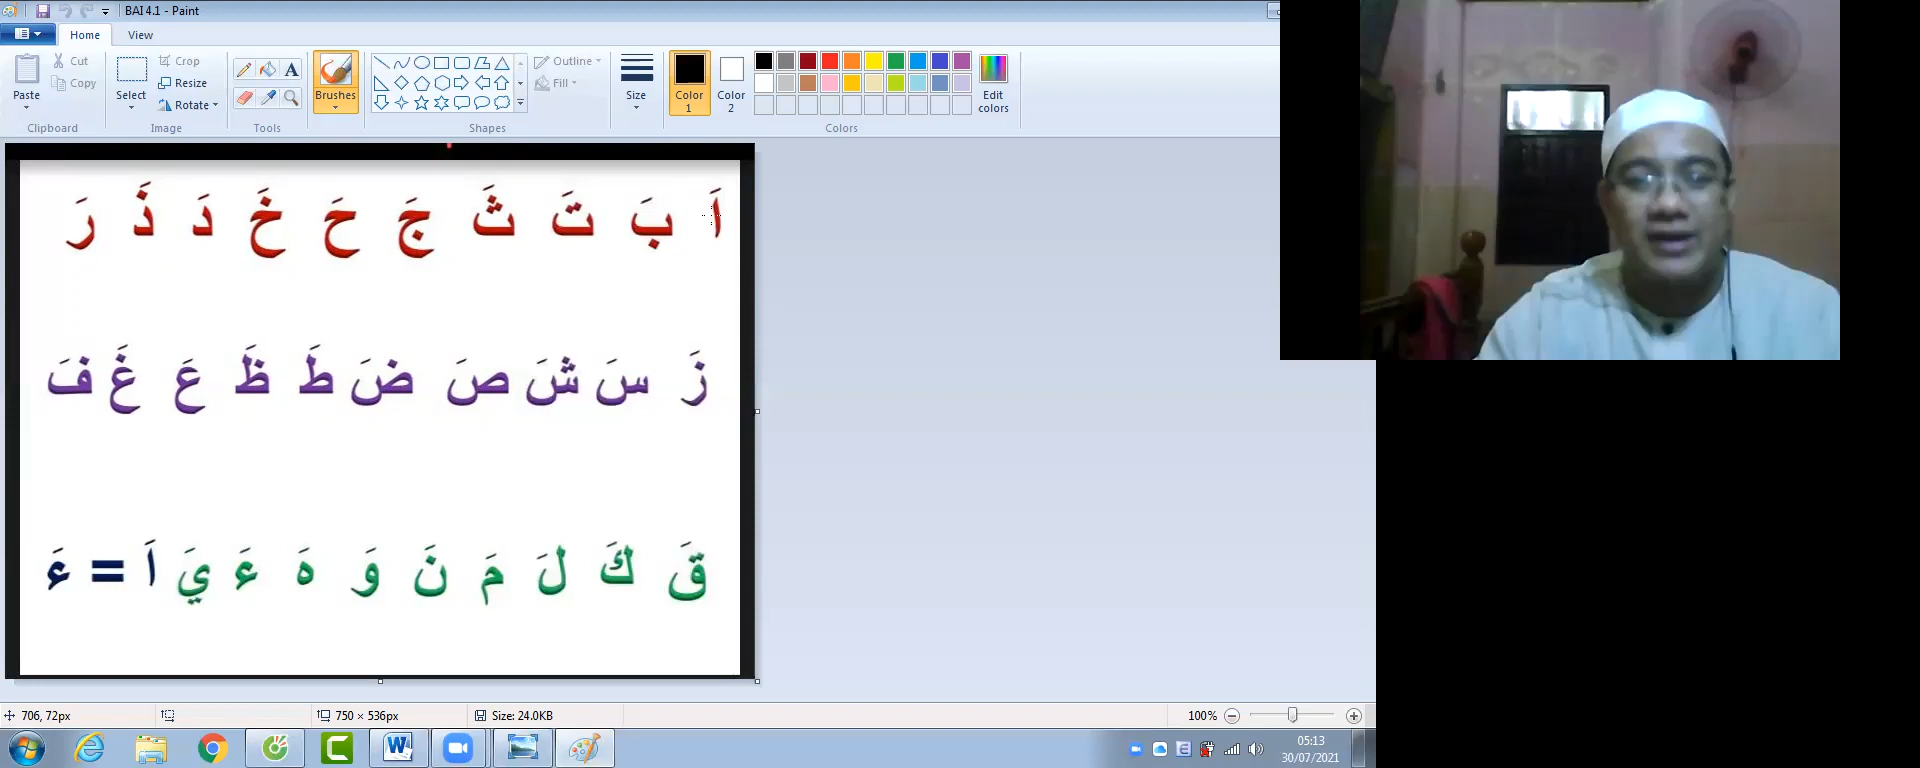 BAI 4.1 - Paint
Home View
Paste Cut Copy Clipboard
Select Crop Resize Rotate Image
Tools
Brushes
Outline Fill Shapes
Size
Color 1 Color 2 Edit colors Colors
اَ بَ تَ ثَ جَ حَ خَ دَ ذَ رَ
زَ سَ شَ صَ ضَ طَ ظَ عَ غَ فَ
قَ كَ لَ مَ نَ وَ هَ ءَ يَ اَ = ءَ
706, 72px 750 × 536px Size: 24.0KB 100%
05:13
30/07/2021